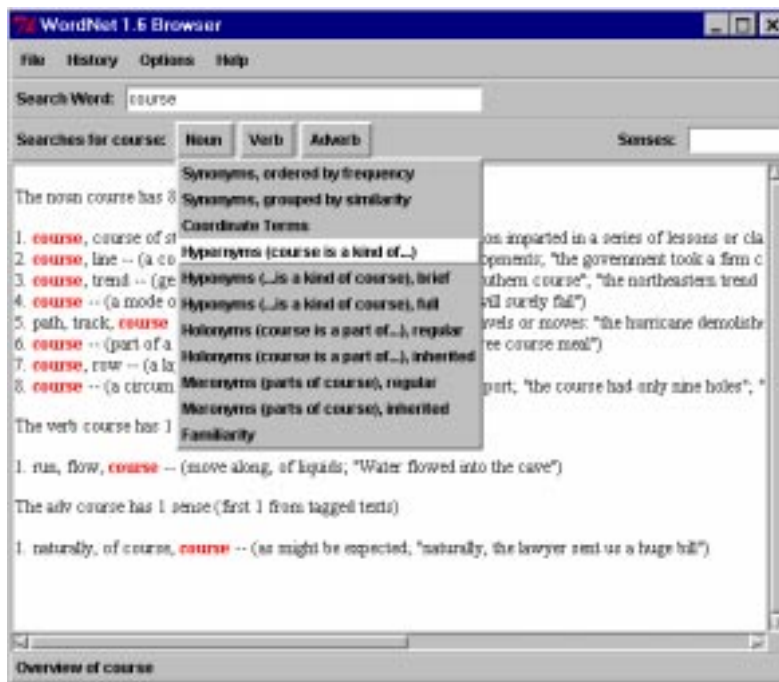 WordNet 1.6 Browser
File History Options Help
Search Word: course
Searches for course: Noun Verb Adverb Senses:
Synonyms, ordered by frequency
The noun course has 8
Synonyms, grouped by similarity
Coordinate Terms
1. course, course of st on imparted in a series of lessons or cla
Hypernyms (course is a kind of...)
2. course, line -- (a co opments; "the government took a firm c
Hyponyms (...is a kind of course), brief
3. course, trend -- (ge uthern course", "the northeastern trend
Hyponyms (...is a kind of course), full
4. course -- (a mode o will surely fail")
Holonyms (course is a part of...), regular
5. path, track, course vels or moves: "the hurricane demolishe
6. course -- (part of a ree course meal")
Holonyms (course is a part of...), inherited
7. course, row -- (a la
Meronyms (parts of course), regular
8. course -- (a circum port; "the course had only nine holes"; "
Meronyms (parts of course), inherited
The verb course has 1
Familiarity
1. run, flow, course -- (move along, of liquids; "Water flowed into the cave")
The adv course has 1 sense (first 1 from tagged texts)
1. naturally, of course, course -- (as might be expected; "naturally, the lawyer sent us a huge bill")
Overview of course